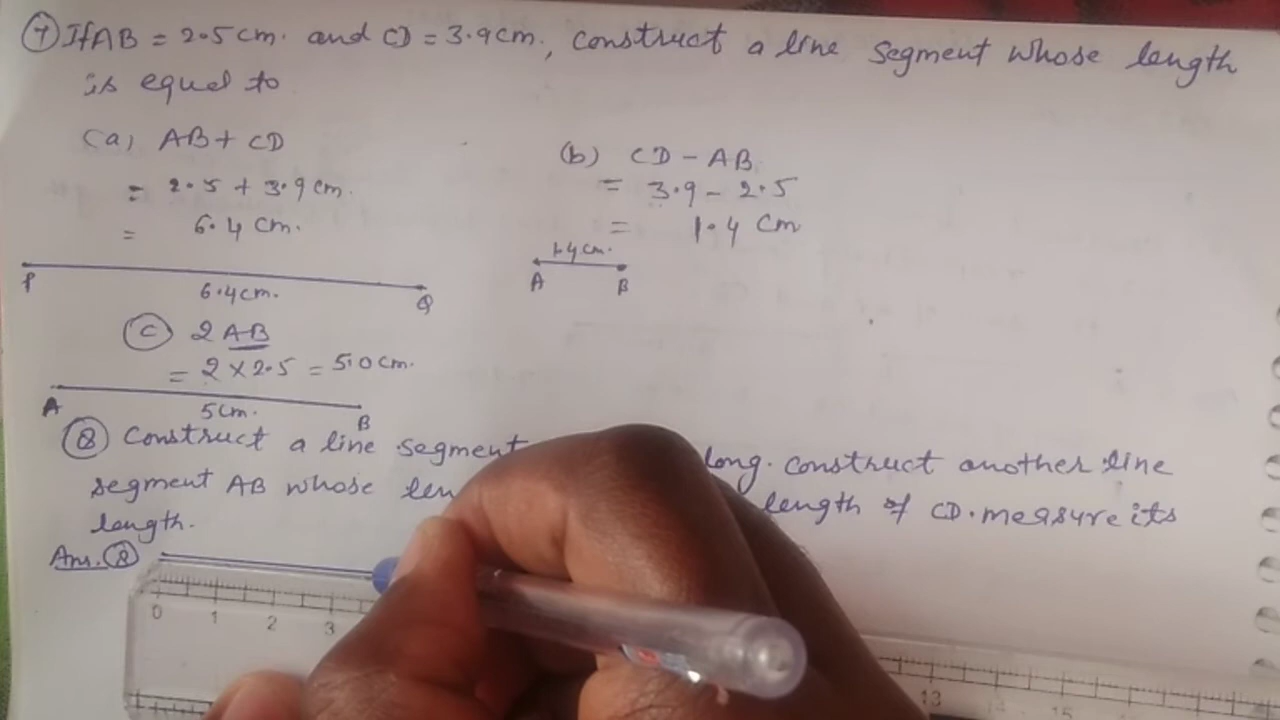 7 If AB = 2.5 cm. and CD = 3.9 cm., construct a line segment whose length
is equal to
(a) AB + CD
= 2.5 + 3.9 cm.
= 6.4 cm.
P Q
6.4 cm.
(b) CD - AB
= 3.9 - 2.5
= 1.4 cm
1.4 cm.
A B
C 2 AB
= 2 × 2.5 = 5.0 cm.
A B
5 cm.
8 Construct a line segment long. construct another line
segment AB whose length of CD. measure its
length.
Ans. 8
0 1 2 3 13 15